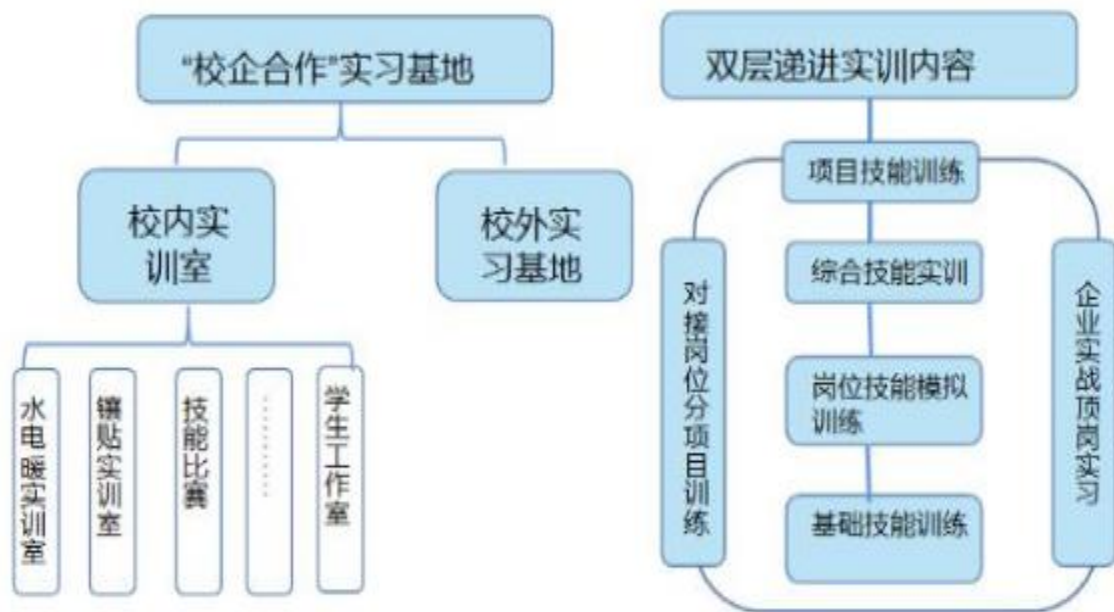 “校企合作”实习基地
校内实
训室
校外实
习基地
水电暖实训室
镶贴实训室
技能比赛
………
学生工作室
双层递进实训内容
项目技能训练
综合技能实训
岗位技能模拟
训练
基础技能训练
对接岗位分项目训练
企业实战顶岗实习